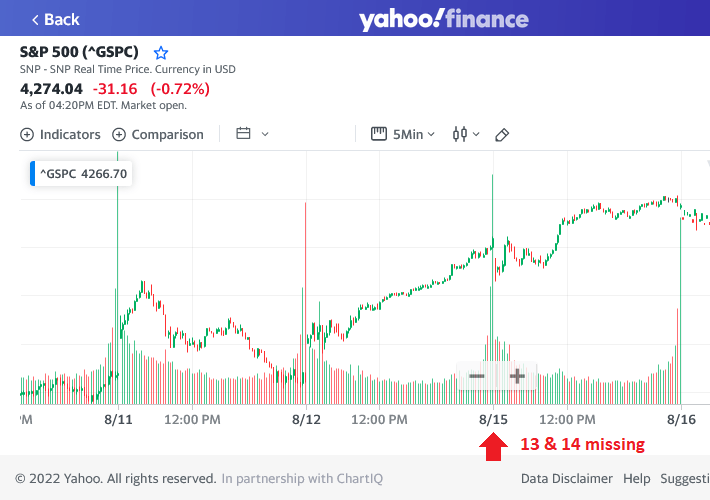 Back
yahoo!finance
S&P 500 (^GSPC)
SNP - SNP Real Time Price. Currency in USD
4,274.04 -31.16 (-0.72%)
As of 04:20PM EDT. Market open.
Indicators Comparison 5Min
^GSPC 4266.70
PM 8/11 12:00 PM 8/12 12:00 PM 8/15 12:00 PM 8/16
13 & 14 missing
© 2022 Yahoo. All rights reserved. In partnership with ChartIQ Data Disclaimer Help Suggesti